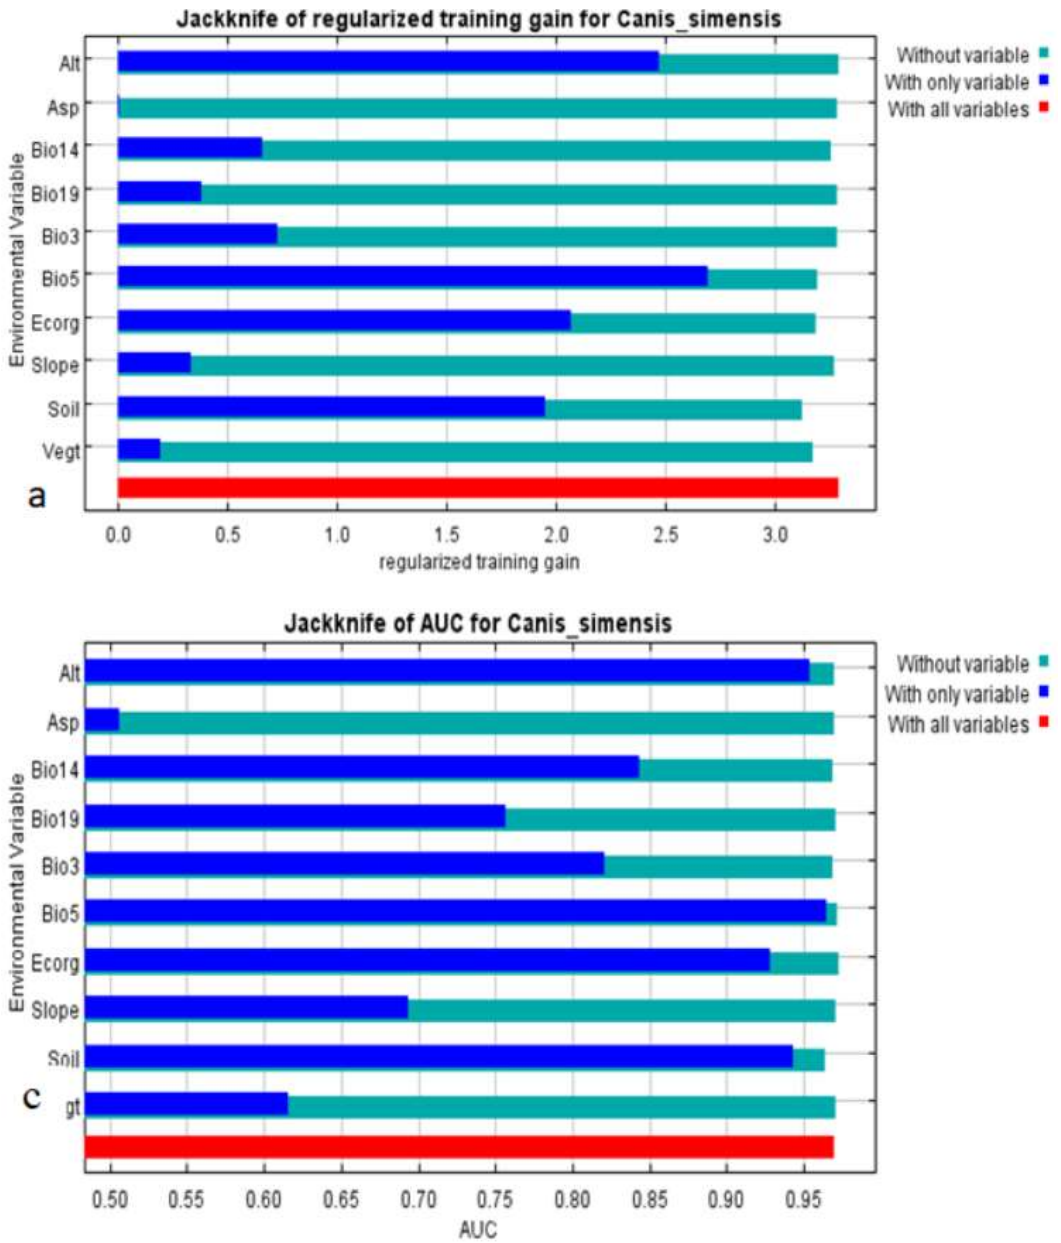 Jackknife of regularized training gain for Canis_simensis
Without variable
With only variable
With all variables
Environmental Variable
Alt
Asp
Bio14
Bio19
Bio3
Bio5
Ecorg
Slope
Soil
Vegt
a
0.0 0.5 1.0 1.5 2.0 2.5 3.0
regularized training gain
Jackknife of AUC for Canis_simensis
Without variable
With only variable
With all variables
Environmental Variable
Alt
Asp
Bio14
Bio19
Bio3
Bio5
Ecorg
Slope
Soil
gt
c
0.50 0.55 0.60 0.65 0.70 0.75 0.80 0.85 0.90 0.95
AUC